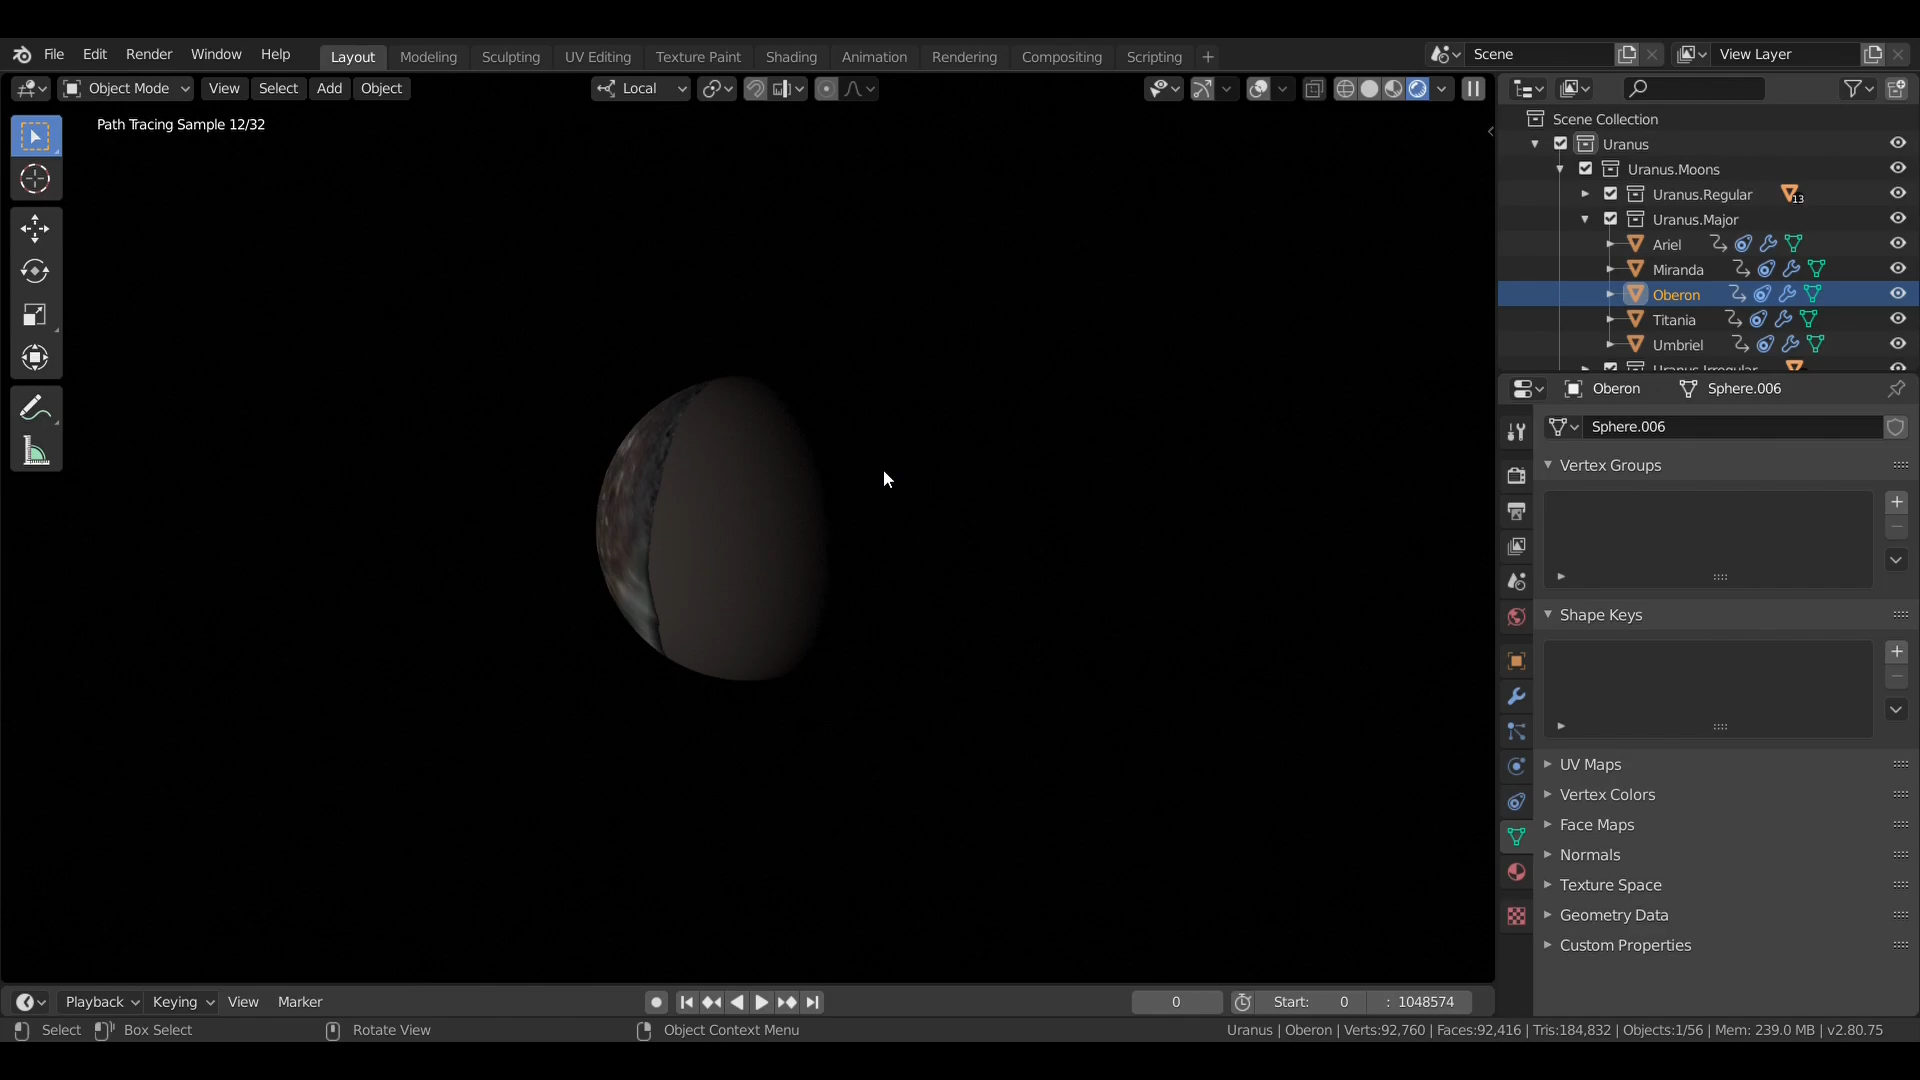 File Edit Render Window Help Layout Modeling Sculpting UV Editing Texture Paint Shading Animation Rendering Compositing Scripting + Scene View Layer
Object Mode View Select Add Object Local
Path Tracing Sample 12/32
Scene Collection
Uranus
Uranus.Moons
Uranus.Regular 13
Uranus.Major
Ariel
Miranda
Oberon
Titania
Umbriel
Uranus.Irregular
Oberon Sphere.006
Sphere.006
Vertex Groups
Shape Keys
UV Maps
Vertex Colors
Face Maps
Normals
Texture Space
Geometry Data
Custom Properties
Playback Keying View Marker 0 Start: 0 : 1048574
Select Box Select Rotate View Object Context Menu Uranus | Oberon | Verts:92,760 | Faces:92,416 | Tris:184,832 | Objects:1/56 | Mem: 239.0 MB | v2.80.75